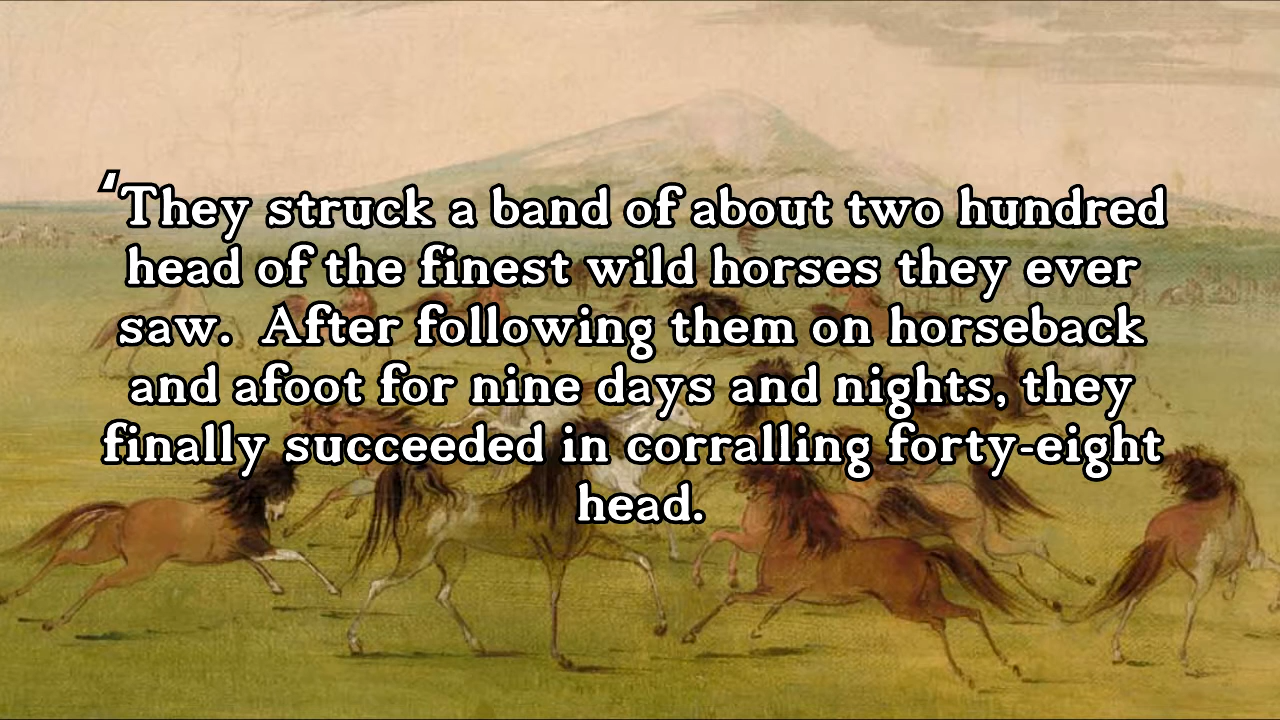 ‘They struck a band of about two hundred
head of the finest wild horses they ever
saw.  After following them on horseback
and afoot for nine days and nights, they
finally succeeded in corralling forty-eight
head.